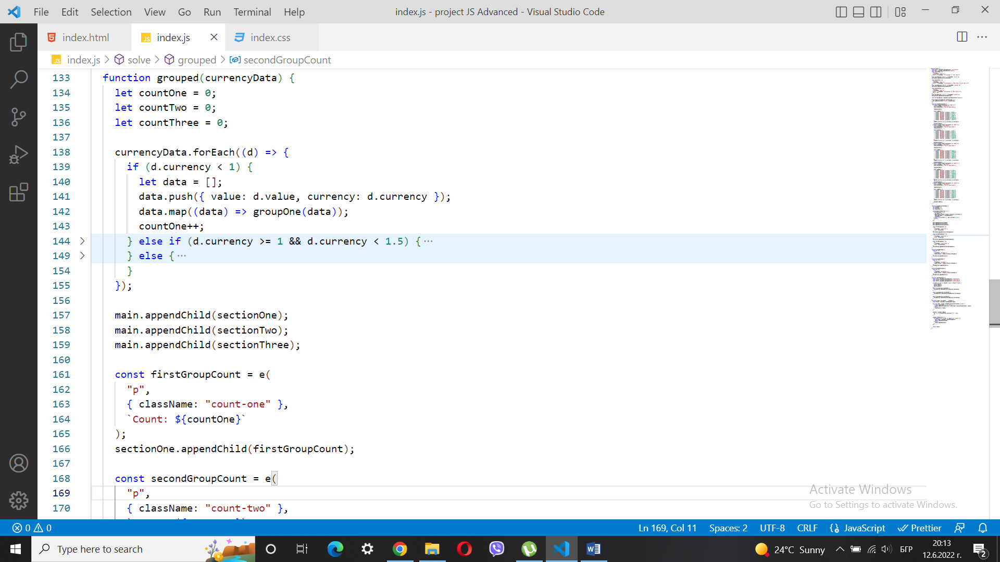 File Edit Selection View Go Run Terminal Help index.js - project JS Advanced - Visual Studio Code
index.html JS index.js index.css
JS index.js > solve > grouped > secondGroupCount
133 function grouped(currencyData) {
134 let countOne = 0;
135 let countTwo = 0;
136 let countThree = 0;
137
138 currencyData.forEach((d) => {
139 if (d.currency < 1) {
140 let data = [];
141 data.push({ value: d.value, currency: d.currency });
142 data.map((data) => groupOne(data));
143 countOne++;
144 } else if (d.currency >= 1 && d.currency < 1.5) {…
149 } else {…
154 }
155 });
156
157 main.appendChild(sectionOne);
158 main.appendChild(sectionTwo);
159 main.appendChild(sectionThree);
160
161 const firstGroupCount = e(
162 "p",
163 { className: "count-one" },
164 `Count: ${countOne}`
165 );
166 sectionOne.appendChild(firstGroupCount);
167
168 const secondGroupCount = e(
169 "p",
170 { className: "count-two" },
Activate Windows
Go to Settings to activate Windows.
0 0 Ln 169, Col 11 Spaces: 2 UTF-8 CRLF {} JavaScript Prettier
Type here to search 24°C Sunny БГР 20:13
12.6.2022 г. 2